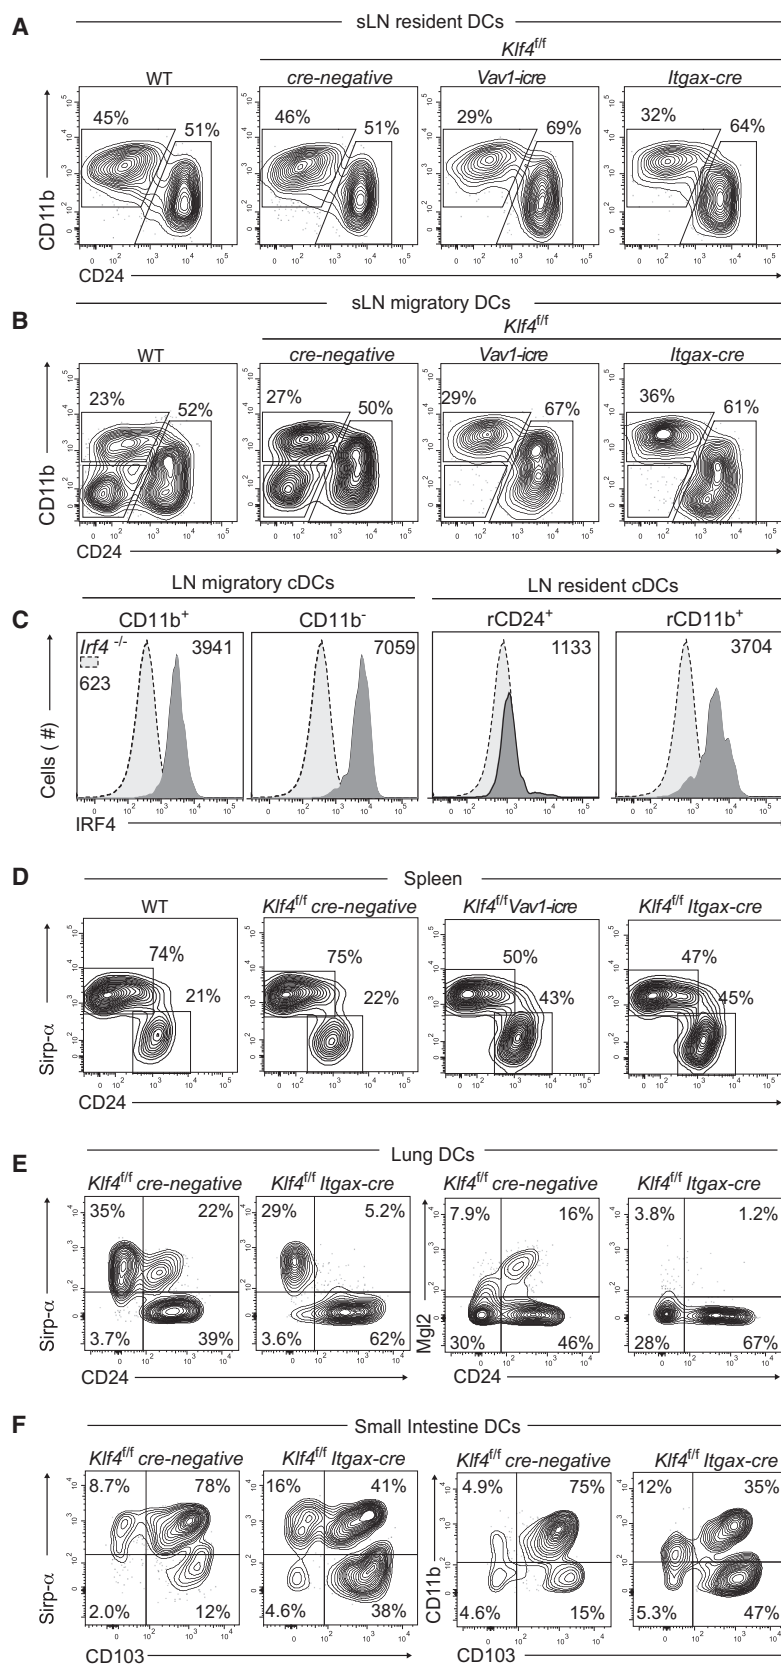 A
sLN resident DCs
Klf4f/f
WT
cre-negative
Vav1-icre
Itgax-cre
45%
51%
46%
51%
29%
69%
32%
64%
CD11b
CD24
sLN migratory DCs
B
Klf4f/f
WT
cre-negative
Vav1-icre
Itgax-cre
23%
52%
27%
50%
29%
67%
36%
61%
CD11b
CD24
LN migratory cDCs
LN resident cDCs
C
CD11b+
CD11b-
rCD24+
rCD11b+
Irf4 -/-
623
3941
7059
1133
3704
Cells ( #)
IRF4
D
Spleen
WT
Klf4f/f cre-negative
Klf4f/f Vav1-icre
Klf4f/f Itgax-cre
74%
21%
75%
22%
50%
43%
47%
45%
Sirp-α
CD24
E
Lung DCs
Klf4f/f cre-negative
Klf4f/f Itgax-cre
Klf4f/f cre-negative
Klf4f/f Itgax-cre
35%
22%
29%
5.2%
7.9%
16%
3.8%
1.2%
Sirp-α
Mgl2
3.7%
39%
3.6%
62%
30%
46%
28%
67%
CD24
CD24
F
Small Intestine DCs
Klf4f/f cre-negative
Klf4f/f Itgax-cre
Klf4f/f cre-negative
Klf4f/f Itgax-cre
8.7%
78%
16%
41%
4.9%
75%
12%
35%
Sirp-α
CD11b
2.0%
12%
4.6%
38%
4.6%
15%
5.3%
47%
CD103
CD103